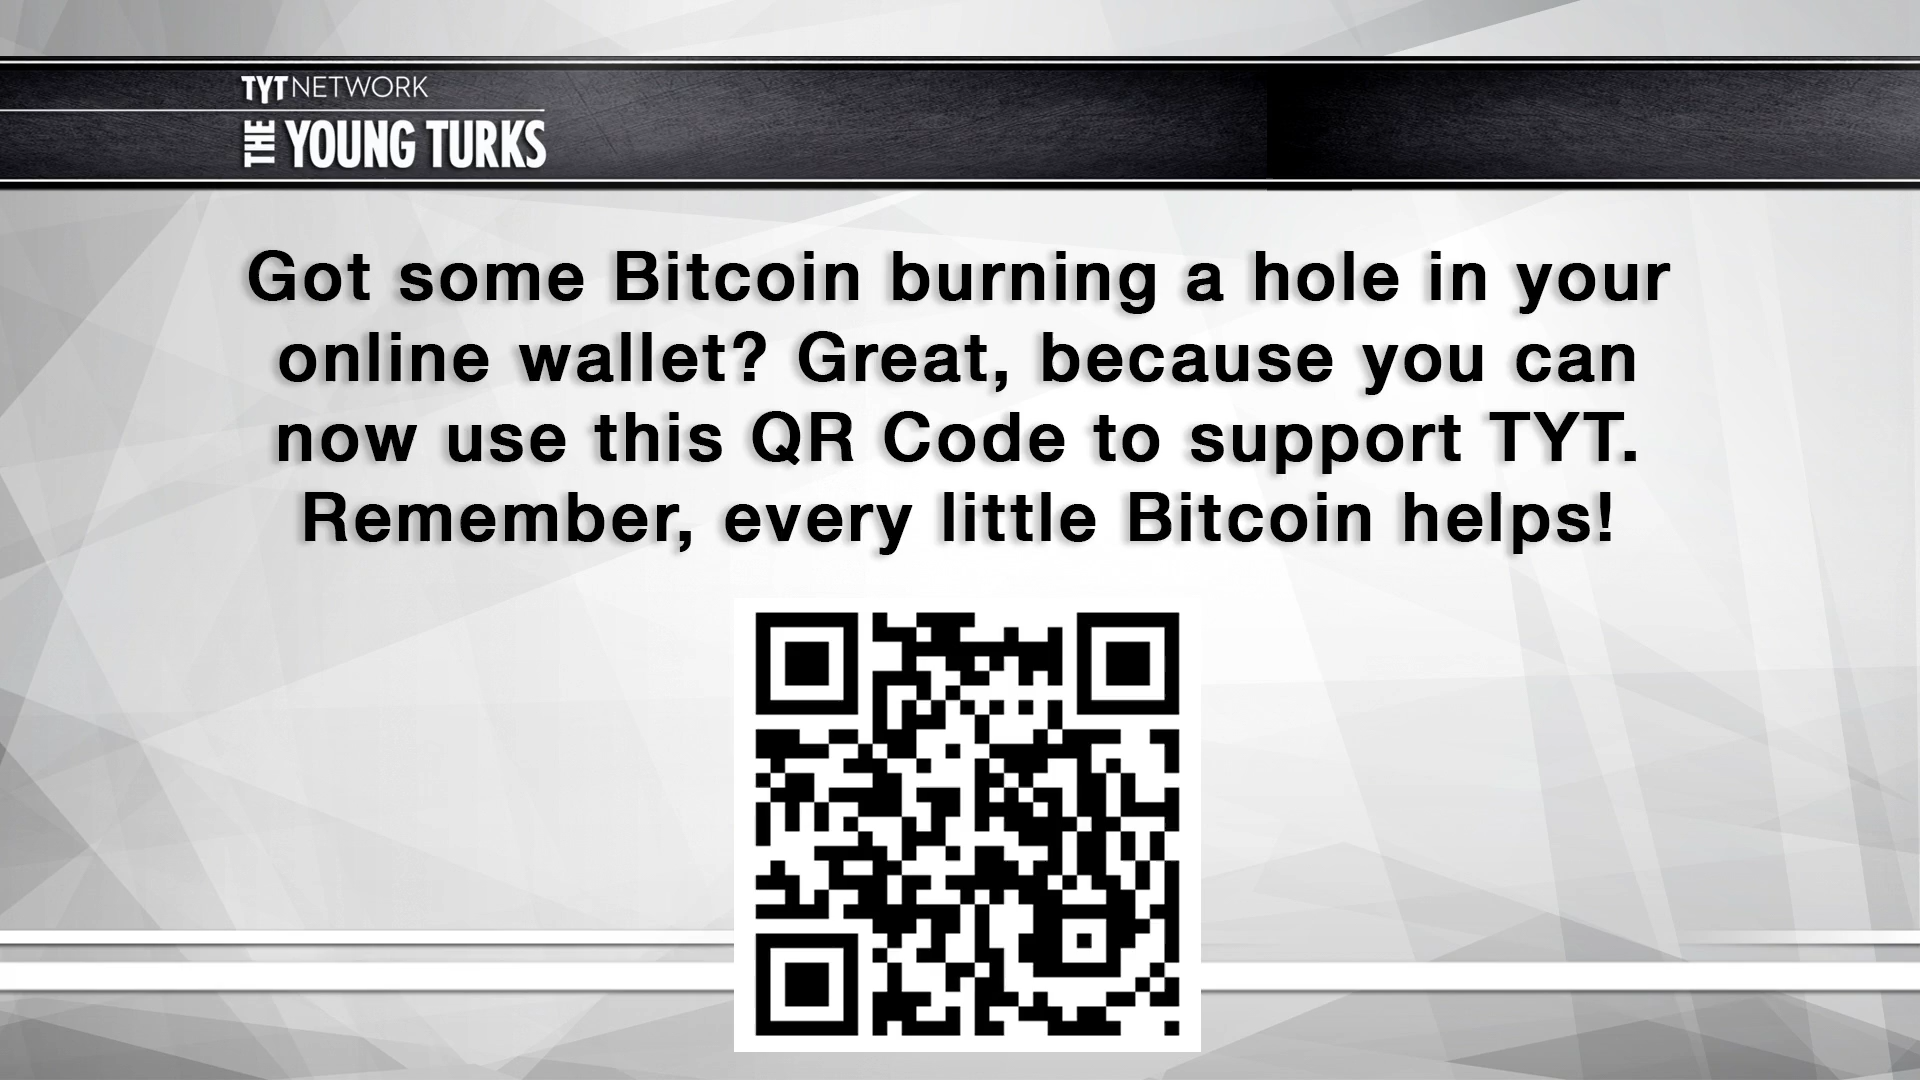 TYT NETWORK
THE YOUNG TURKS
Got some Bitcoin burning a hole in your
online wallet? Great, because you can
now use this QR Code to support TYT.
Remember, every little Bitcoin helps!